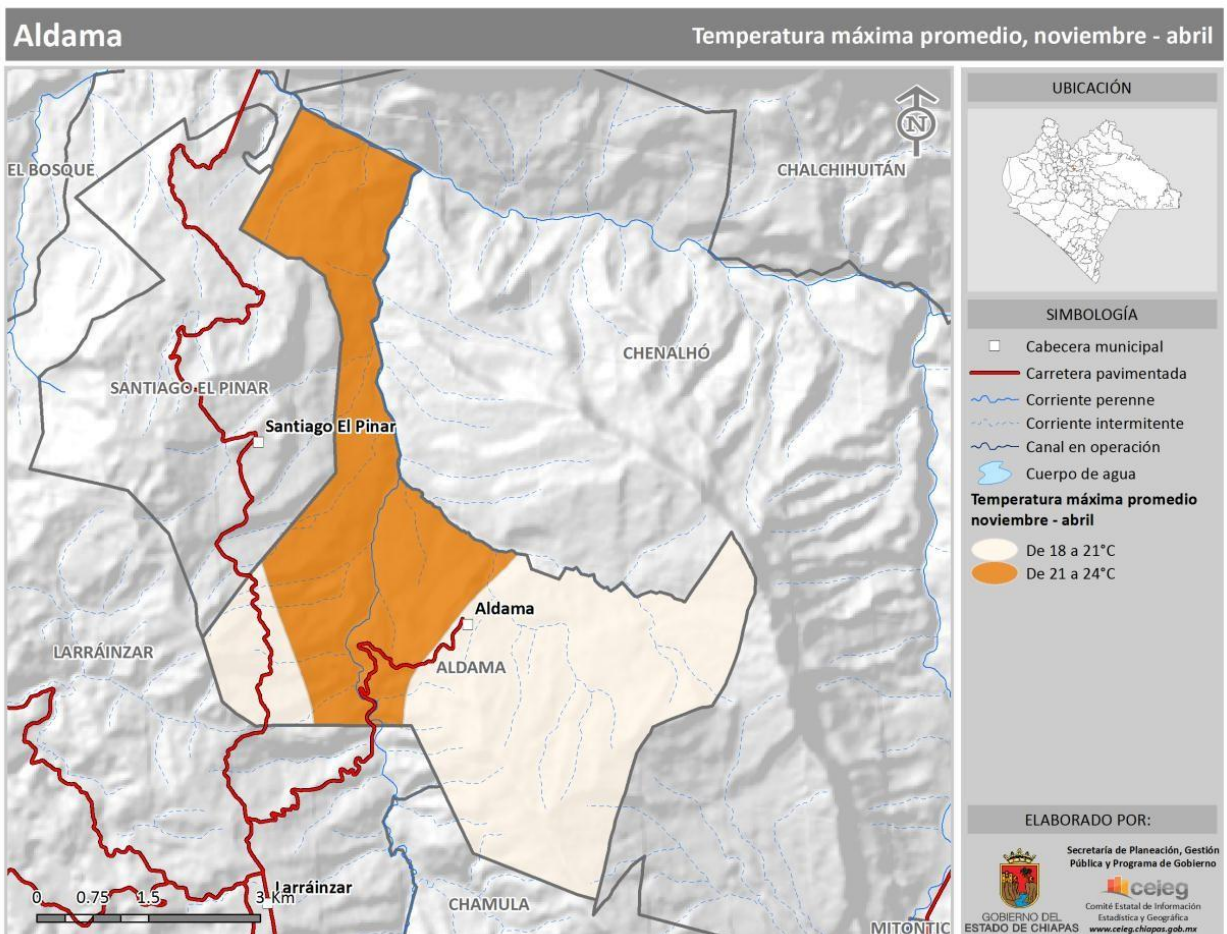 Aldama
Temperatura máxima promedio, noviembre - abril
EL BOSQUE
CHALCHIHUITÁN
CHENALHÓ
SANTIAGO EL PINAR
Santiago El Pinar
Aldama
LARRÁINZAR
ALDAMA
Larráinzar
CHAMULA
MITONTIC
0 0.75 1.5 3 Km
N
UBICACIÓN
SIMBOLOGÍA
Cabecera municipal
Carretera pavimentada
Corriente perenne
Corriente intermitente
Canal en operación
Cuerpo de agua
Temperatura máxima promedio
noviembre - abril
De 18 a 21°C
De 21 a 24°C
ELABORADO POR:
GOBIERNO DEL
ESTADO DE CHIAPAS
Secretaría de Planeación, Gestión
Pública y Programa de Gobierno
ceieg
Comité Estatal de Información
Estadística y Geográfica
www.ceieg.chiapas.gob.mx